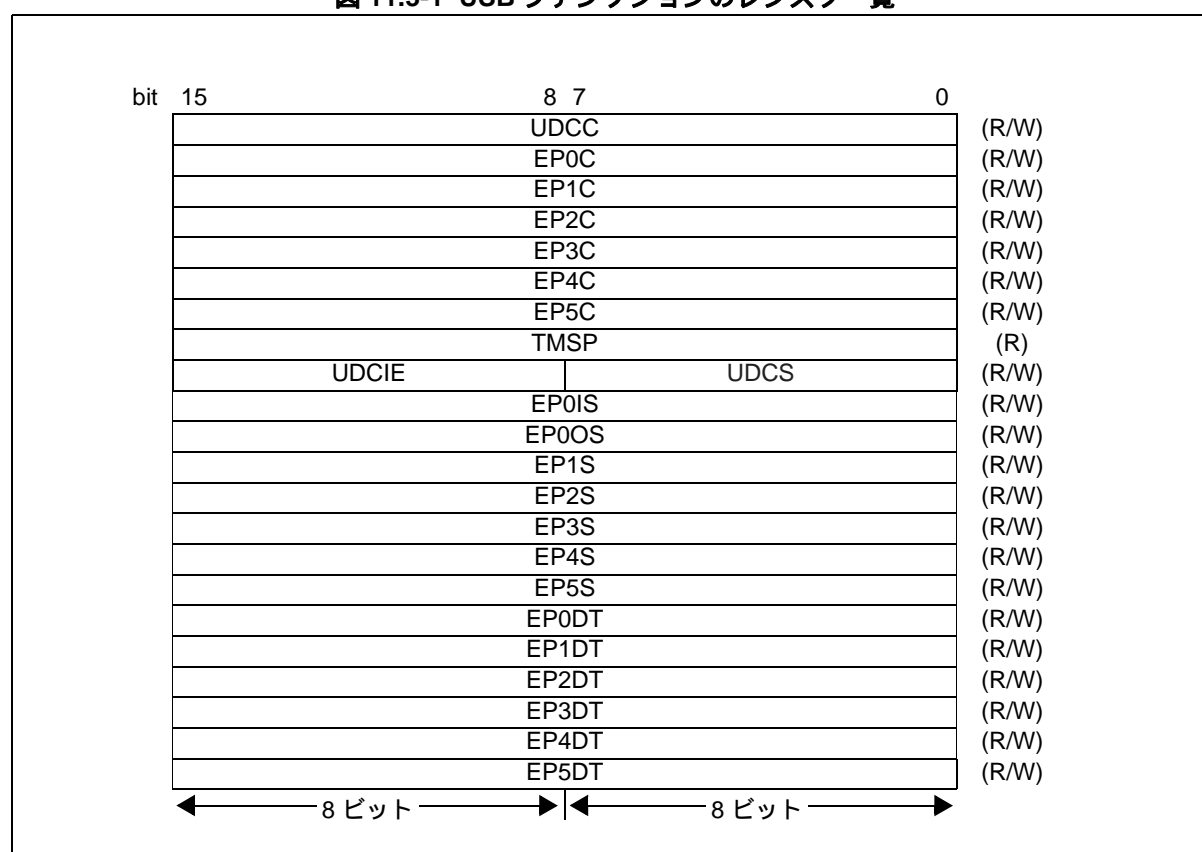 bit 15 8 7 0
UDCC (R/W)
EP0C (R/W)
EP1C (R/W)
EP2C (R/W)
EP3C (R/W)
EP4C (R/W)
EP5C (R/W)
TMSP (R)
UDCIE UDCS (R/W)
EP0IS (R/W)
EP0OS (R/W)
EP1S (R/W)
EP2S (R/W)
EP3S (R/W)
EP4S (R/W)
EP5S (R/W)
EP0DT (R/W)
EP1DT (R/W)
EP2DT (R/W)
EP3DT (R/W)
EP4DT (R/W)
EP5DT (R/W)
8 ビット 8 ビット